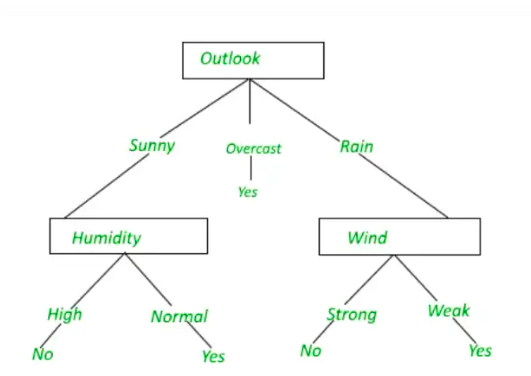 Outlook
Sunny
Overcast
Rain
Yes
Humidity
Wind
High
Normal
Strong
Weak
No
Yes
No
Yes